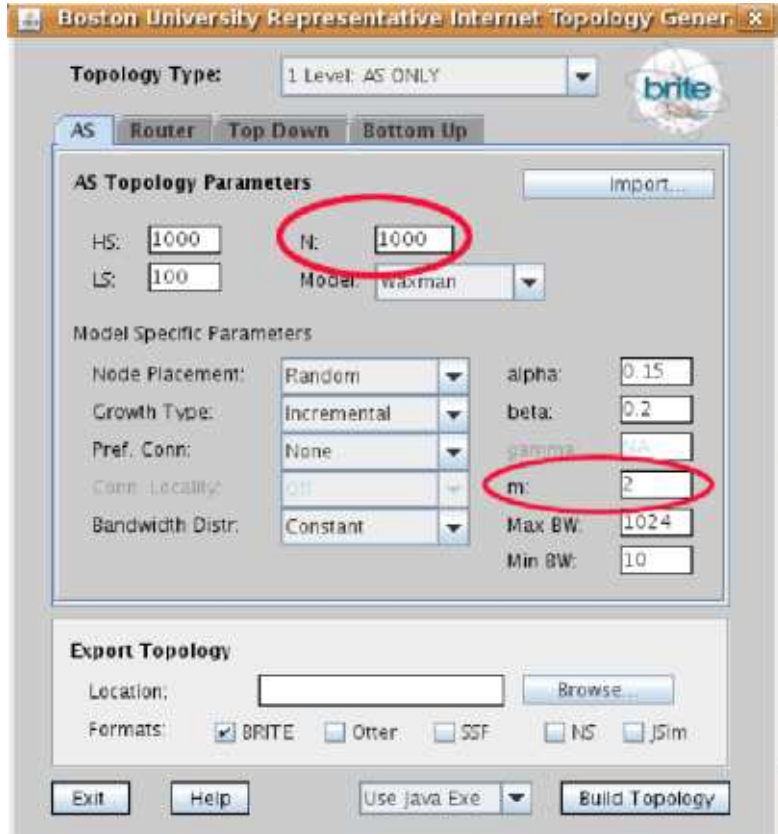 Boston University Representative Internet Topology Gener
Topology Type: 1 Level: AS ONLY
brite
AS Router Top Down Bottom Up
AS Topology Parameters Import...
HS: 1000 N: 1000
LS: 100 Model: Waxman
Model Specific Parameters
Node Placement: Random alpha: 0.15
Growth Type: Incremental beta: 0.2
Pref. Conn: None gamma: NA
Conn. Locality: Off m: 2
Bandwidth Distr: Constant Max BW: 1024
Min BW: 10
Export Topology
Location: Browse...
Formats: BRITE Otter SSF NS JSim
Exit Help Use Java Exe Build Topology